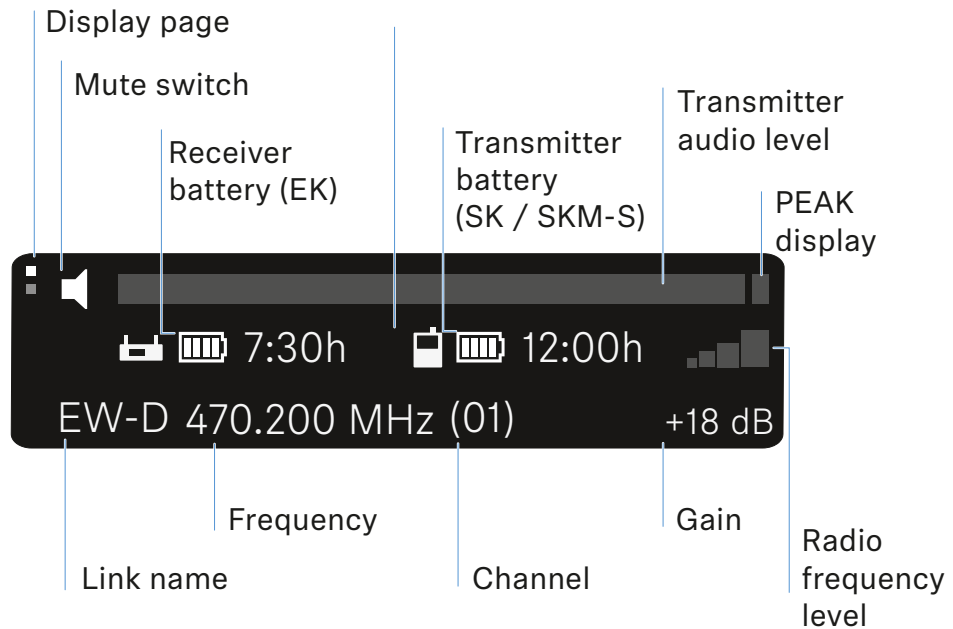 Display page
Mute switch
Receiver
battery (EK)
Transmitter
battery
(SK / SKM-S)
Transmitter
audio level
PEAK
display
7:30h
12:00h
EW-D 470.200 MHz (01)
+18 dB
Frequency
Gain
Link name
Channel
Radio
frequency
level